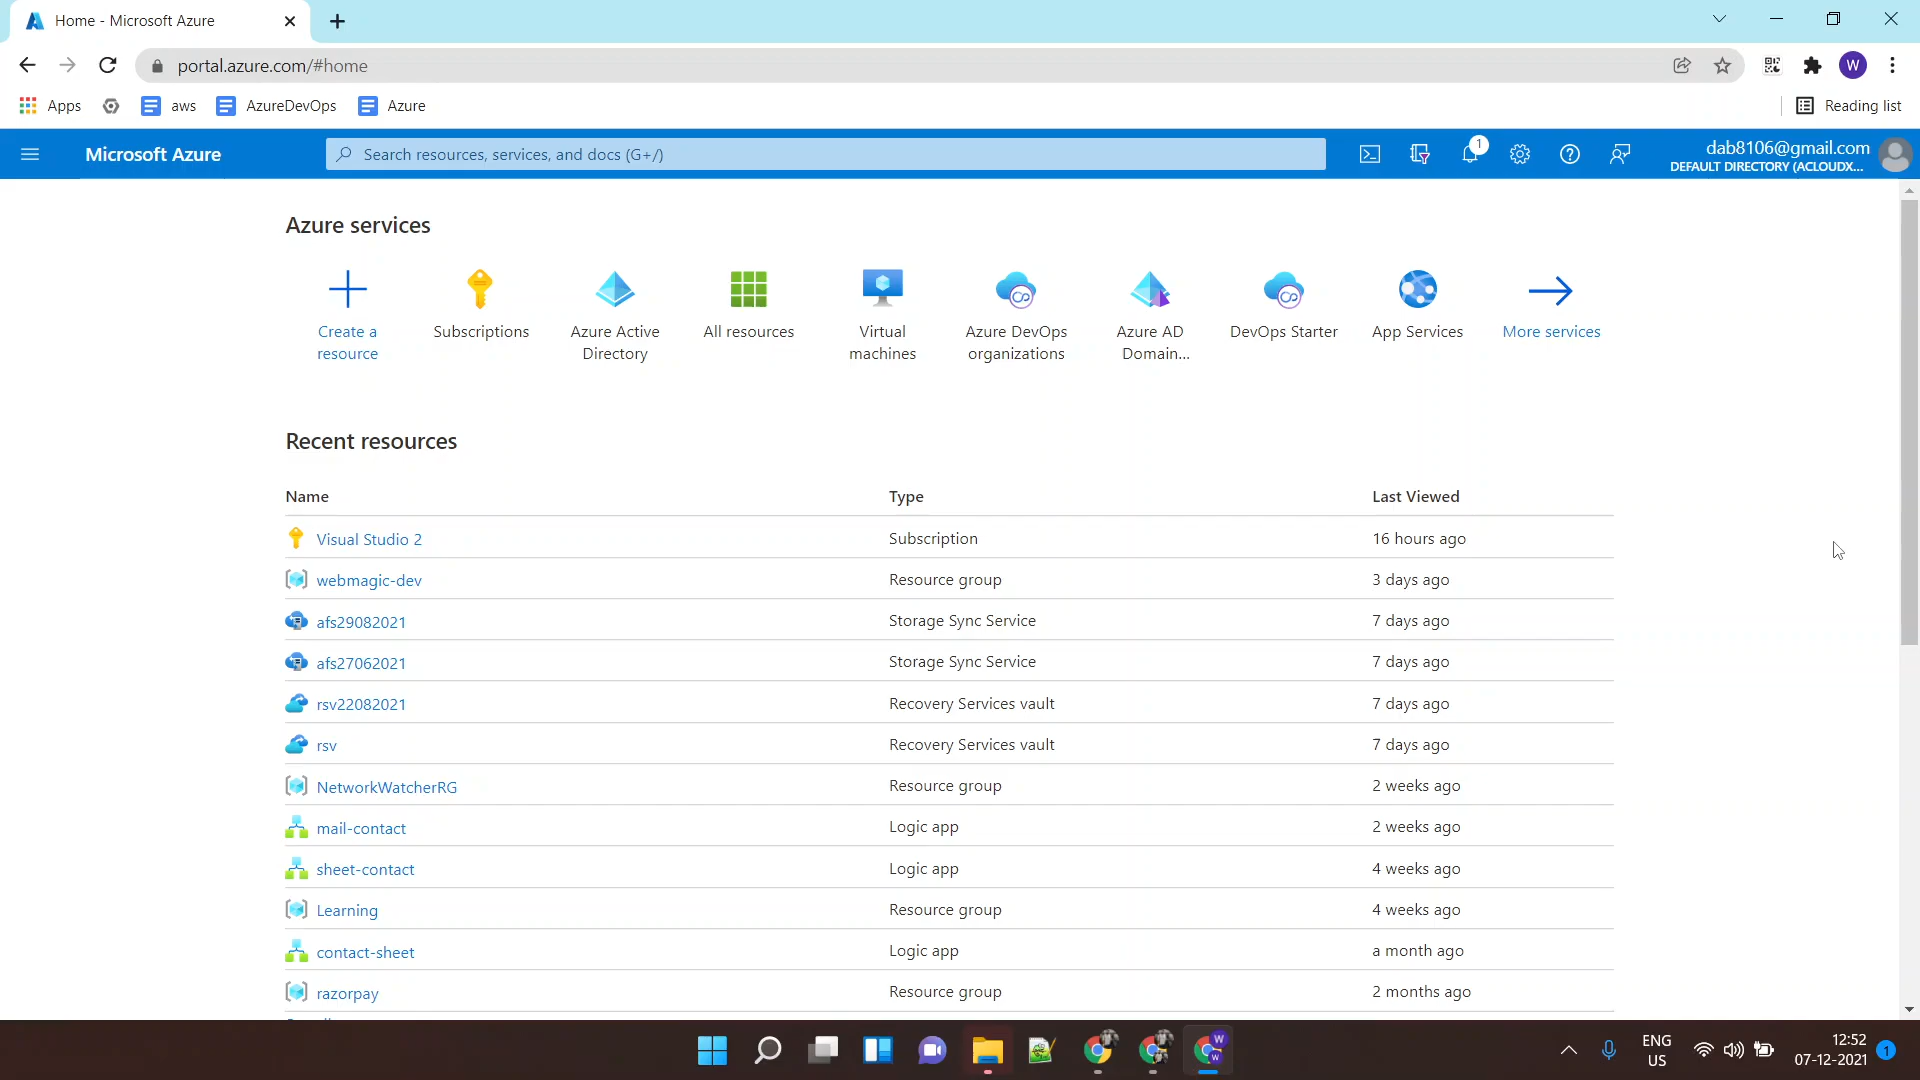 Home - Microsoft Azure
portal.azure.com/#home
Apps aws AzureDevOps Azure Reading list
Microsoft Azure Search resources, services, and docs (G+/) 1 dab8106@gmail.com
DEFAULT DIRECTORY (ACLOUDX...
W
Azure services
Create a resource
Subscriptions
Azure Active Directory
All resources
Virtual machines
Azure DevOps organizations
Azure AD Domain...
DevOps Starter
App Services
More services
Recent resources
Name Type Last Viewed
Visual Studio 2 Subscription 16 hours ago
webmagic-dev Resource group 3 days ago
afs29082021 Storage Sync Service 7 days ago
afs27062021 Storage Sync Service 7 days ago
rsv22082021 Recovery Services vault 7 days ago
rsv Recovery Services vault 7 days ago
NetworkWatcherRG Resource group 2 weeks ago
mail-contact Logic app 2 weeks ago
sheet-contact Logic app 4 weeks ago
Learning Resource group 4 weeks ago
contact-sheet Logic app a month ago
razorpay Resource group 2 months ago
W
W
ENG
US
12:52
07-12-2021
1